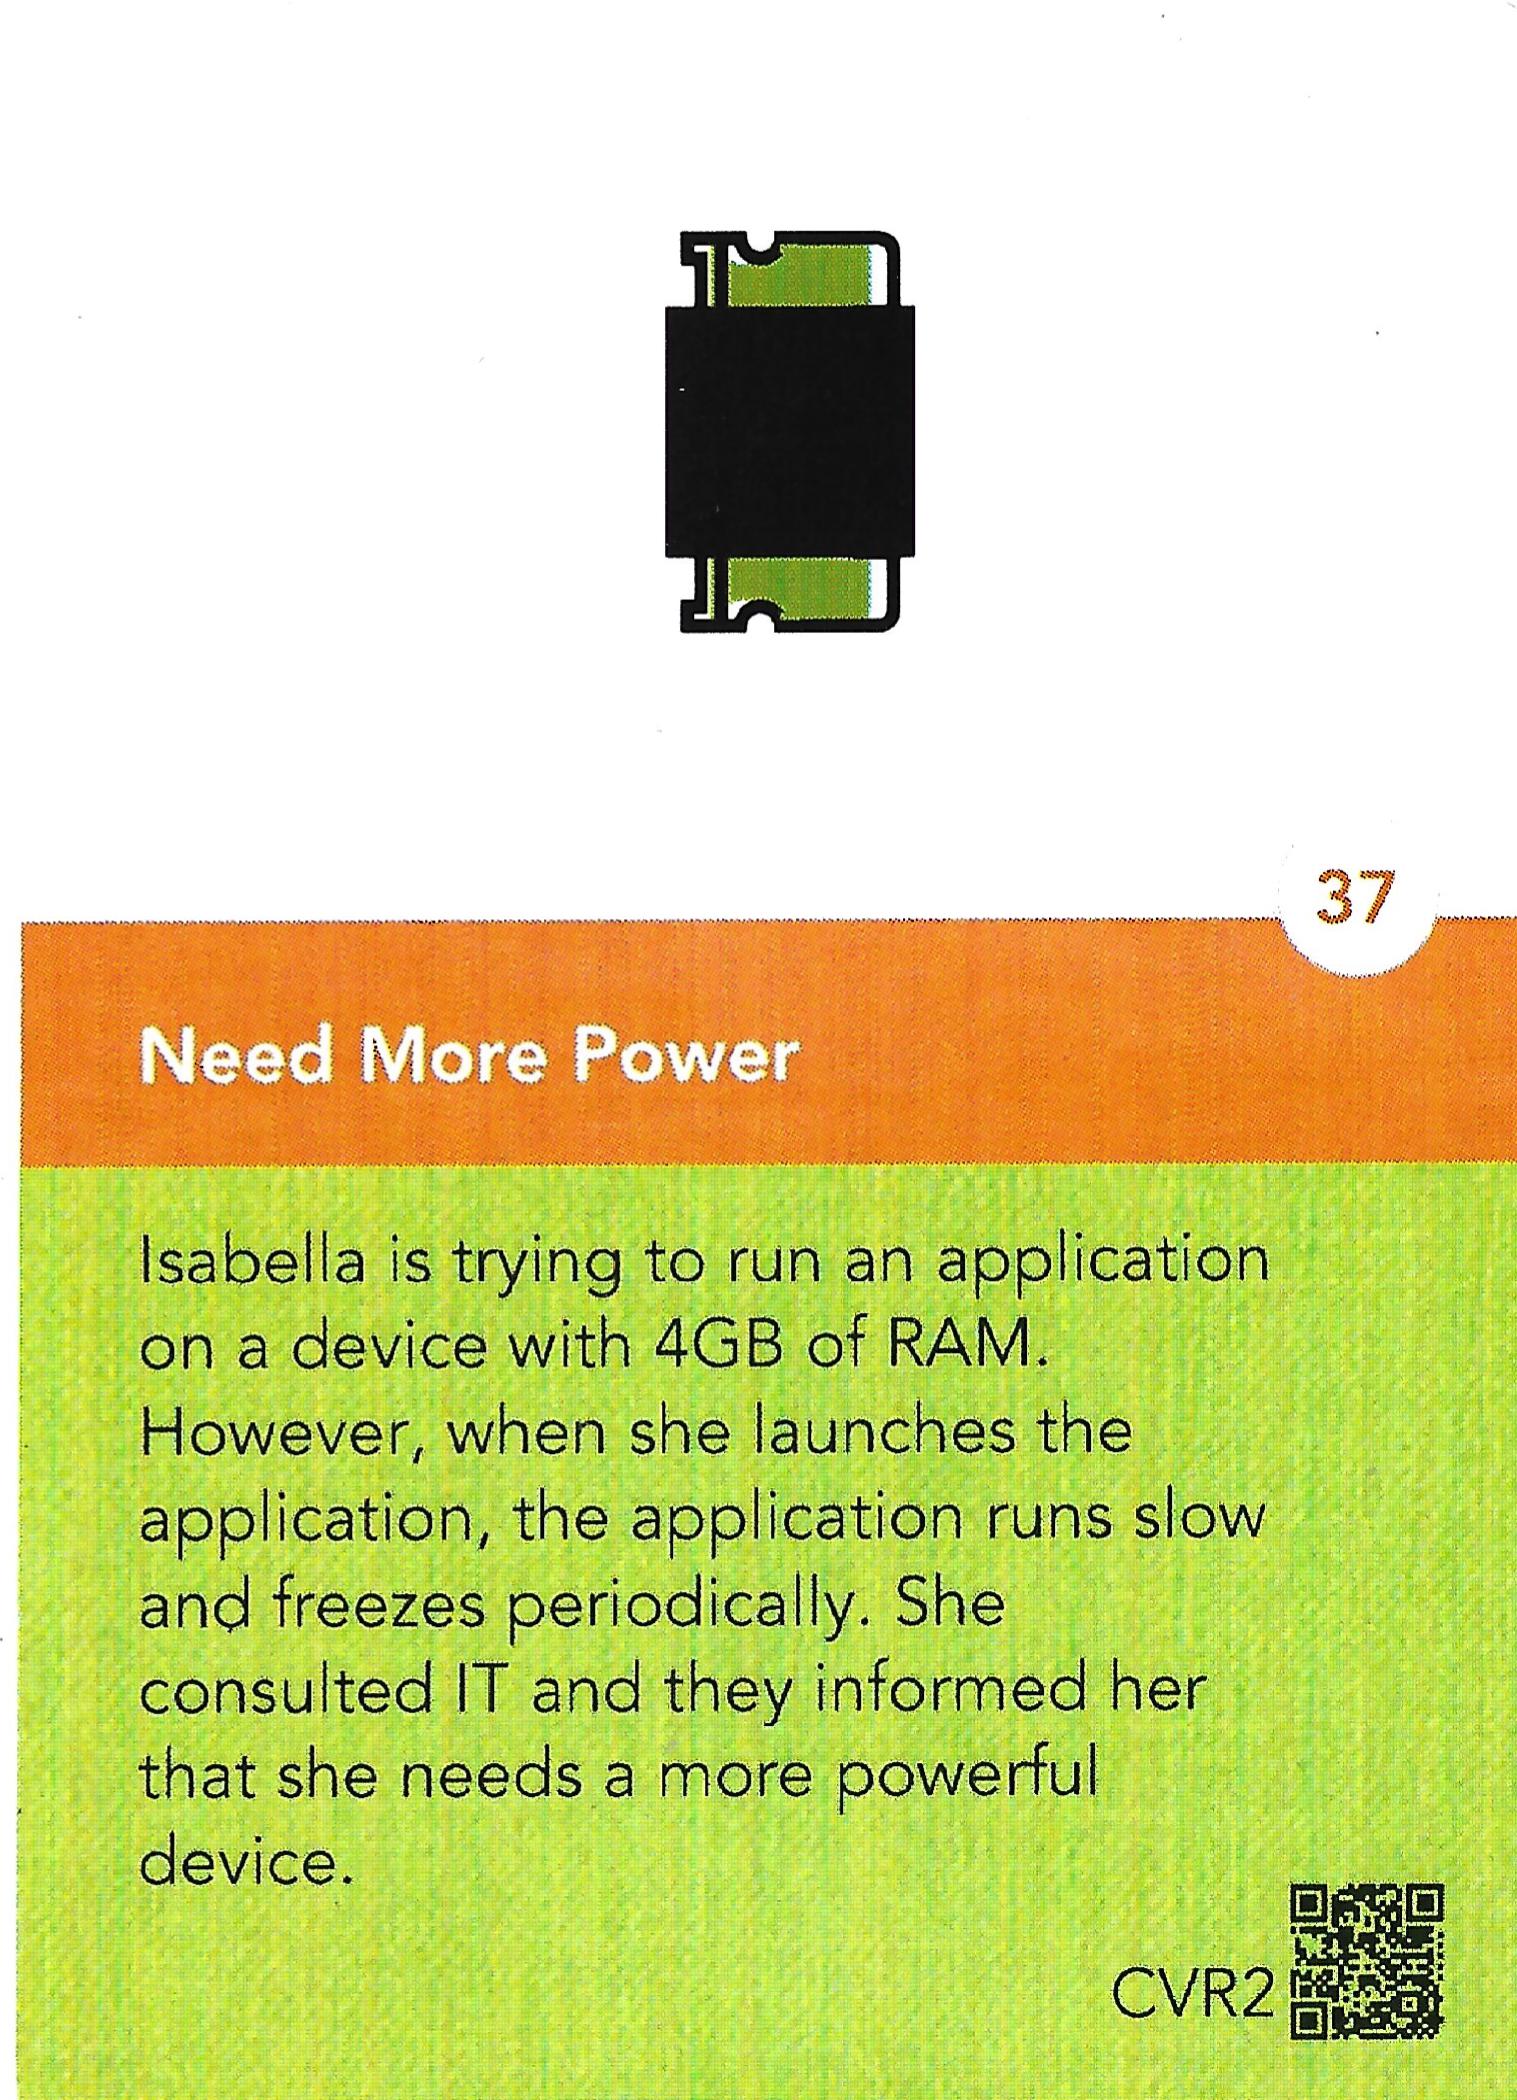 37
Need More Power
Isabella is trying to run an application
on a device with 4GB of RAM.
However, when she launches the
application, the application runs slow
and freezes periodically. She
consulted IT and they informed her
that she needs a more powerful
device.
CVR2